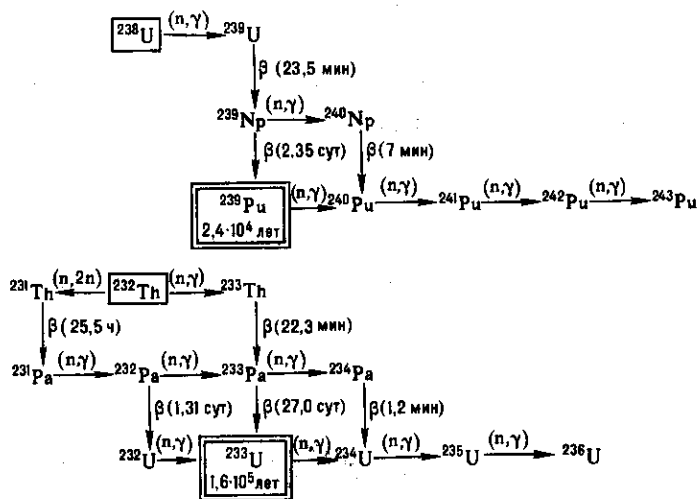 ²³⁸U (n,γ) ²³⁹U
β (23,5 мин)
²³⁹Np (n,γ) ²⁴⁰Np
β(2,35 сут) β(7 мин)
²³⁹Pu (n,γ) ²⁴⁰Pu (n,γ) ²⁴¹Pu (n,γ) ²⁴²Pu (n,γ) ²⁴³Pu
2,4·10⁴ лет
²³¹Th (n,2n) ²³²Th (n,γ) ²³³Th
β(25,5 ч) β(22,3 мин)
²³¹Pa (n,γ) ²³²Pa (n,γ) ²³³Pa (n,γ) ²³⁴Pa
β(1,31 сут) β(27,0 сут) β(1,2 мин)
²³²U (n,γ) ²³³U (n,γ) ²³⁴U (n,γ) ²³⁵U (n,γ) ²³⁶U
1,6·10⁵ лет